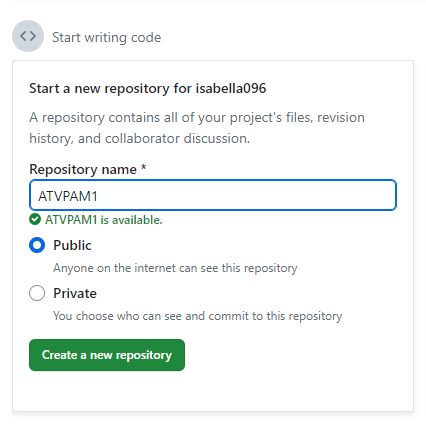 Start writing code
Start a new repository for isabella096
A repository contains all of your project's files, revision
history, and collaborator discussion.
Repository name *
ATVPAM1
ATVPAM1 is available.
Public
Anyone on the internet can see this repository
Private
You choose who can see and commit to this repository
Create a new repository